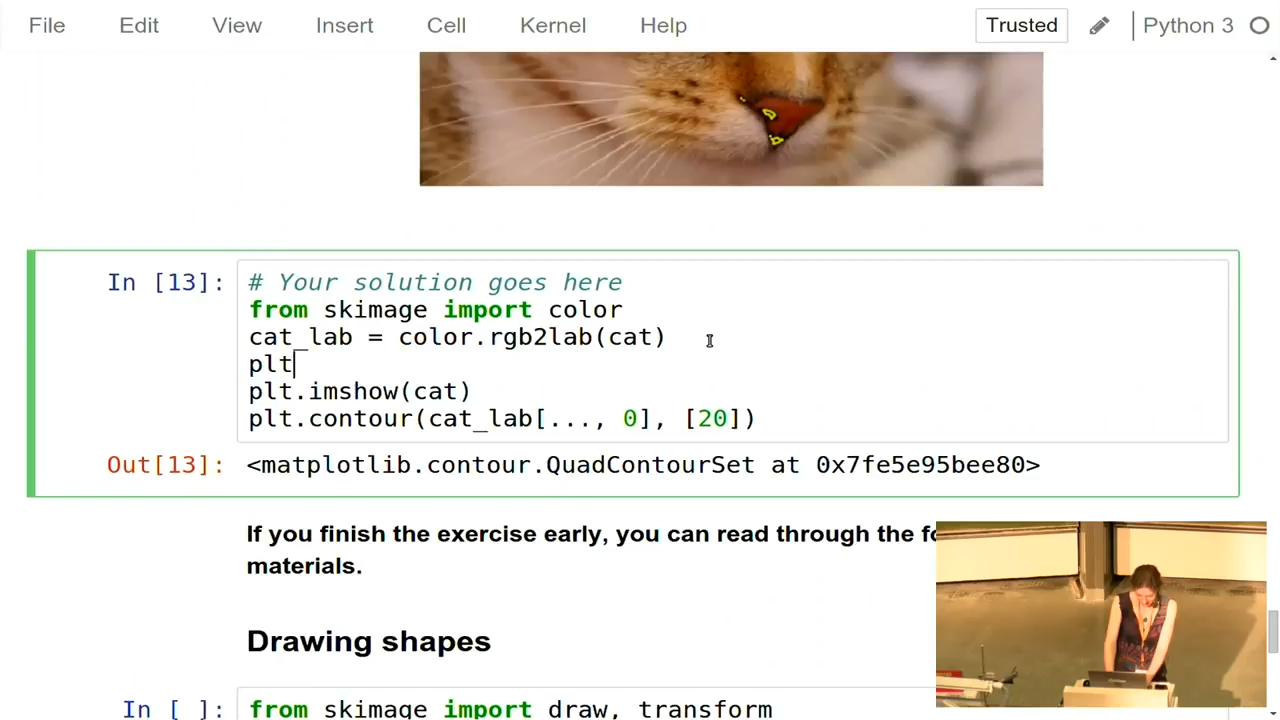 File Edit View Insert Cell Kernel Help Trusted Python 3
In [13]:
# Your solution goes here
from skimage import color
cat_lab = color.rgb2lab(cat)
plt
plt.imshow(cat)
plt.contour(cat_lab[..., 0], [20])
Out[13]: <matplotlib.contour.QuadContourSet at 0x7fe5e95bee80>
If you finish the exercise early, you can read through the
materials.
Drawing shapes
In [ ]: from skimage import draw, transform